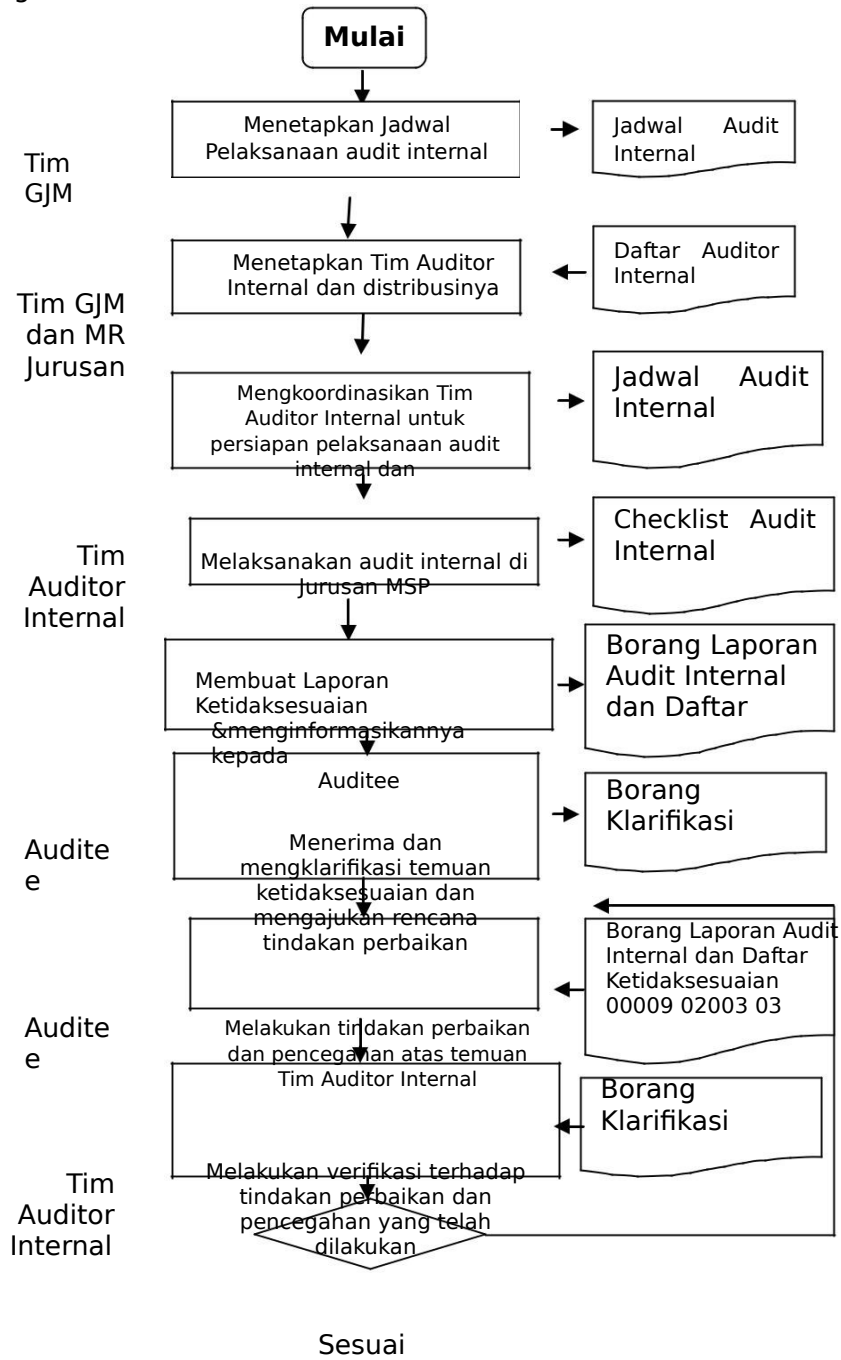 Mulai
Menetapkan Jadwal
Pelaksanaan audit internal
Jadwal Audit
Internal
Tim
GJM
Menetapkan Tim Auditor
Internal dan distribusinya
Daftar Auditor
Internal
Tim GJM
dan MR
Jurusan
Mengkoordinasikan Tim
Auditor Internal untuk
persiapan pelaksanaan audit
internal dan
Jadwal Audit
Internal
Tim
Auditor
Internal
Melaksanakan audit internal di
Jurusan MSP
Checklist Audit
Internal
Membuat Laporan
Ketidaksesuaian
&menginformasikannya
kepada
Auditee
Borang Laporan
Audit Internal
dan Daftar
Audite
e
Menerima dan
mengklarifikasi temuan
ketidaksesuaian dan
mengajukan rencana
tindakan perbaikan
Borang
Klarifikasi
Borang Laporan Audit
Internal dan Daftar
Ketidaksesuaian
00009 02003 03
Audite
e
Melakukan tindakan perbaikan
dan pencegahan atas temuan
Tim Auditor Internal
Borang
Klarifikasi
Tim
Auditor
Internal
Melakukan verifikasi terhadap
tindakan perbaikan dan
pencegahan yang telah
dilakukan
Sesuai